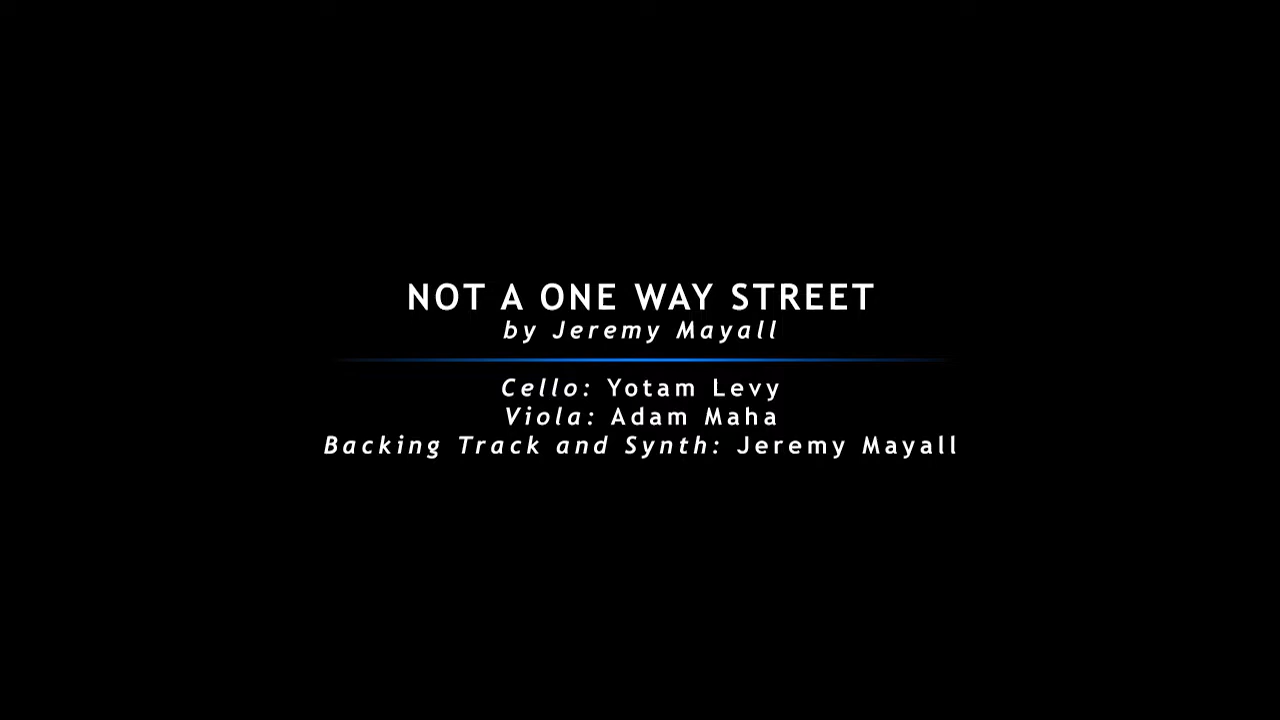 NOT A ONE WAY STREET
by Jeremy Mayall
Cello: Yotam Levy
Viola: Adam Maha
Backing Track and Synth: Jeremy Mayall